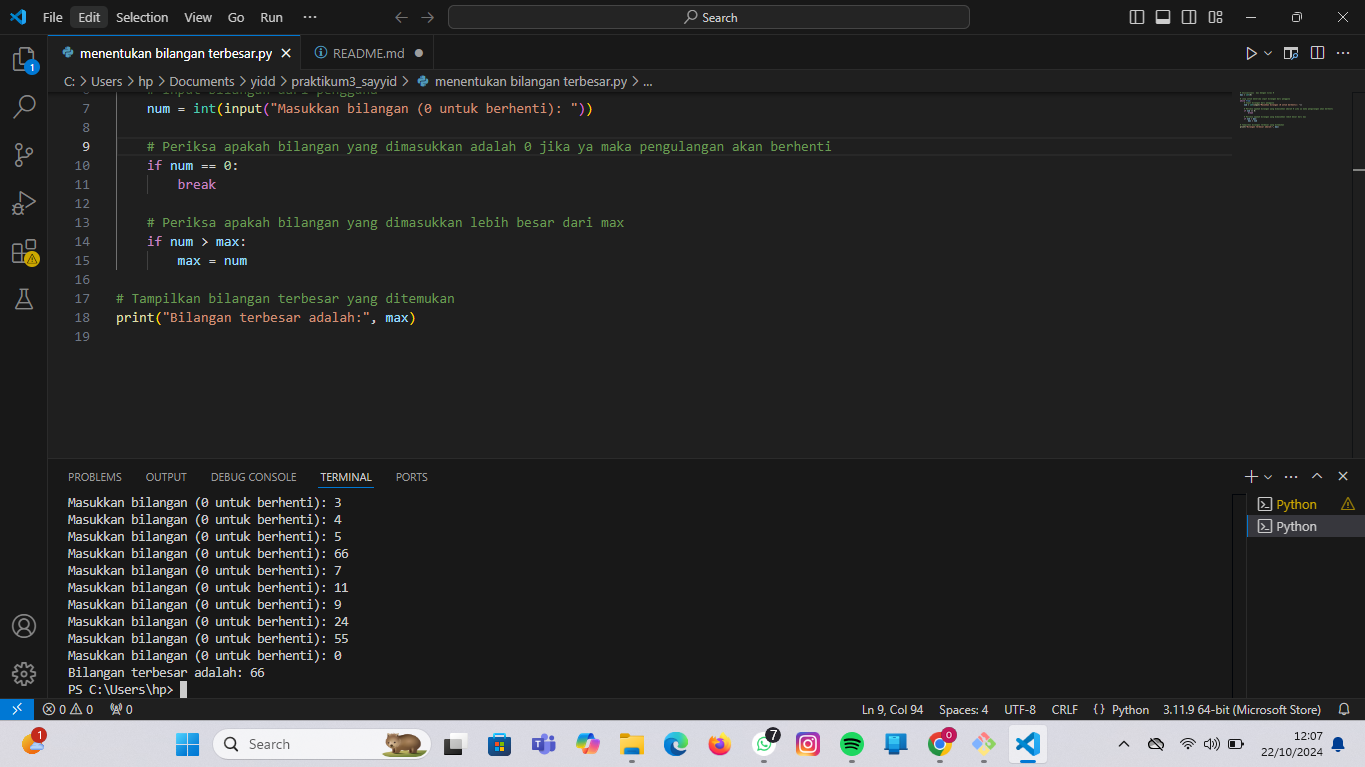 File Edit Selection View Go Run ··· Search
menentukan bilangan terbesar.py README.md
C: > Users > hp > Documents > yidd > praktikum3_sayyid > menentukan bilangan terbesar.py > ...
7 num = int(input("Masukkan bilangan (0 untuk berhenti): "))
8
9 # Periksa apakah bilangan yang dimasukkan adalah 0 jika ya maka pengulangan akan berhenti
10 if num == 0:
11 break
12
13 # Periksa apakah bilangan yang dimasukkan lebih besar dari max
14 if num > max:
15 max = num
16
17 # Tampilkan bilangan terbesar yang ditemukan
18 print("Bilangan terbesar adalah:", max)
19
PROBLEMS OUTPUT DEBUG CONSOLE TERMINAL PORTS
Masukkan bilangan (0 untuk berhenti): 3
Masukkan bilangan (0 untuk berhenti): 4
Masukkan bilangan (0 untuk berhenti): 5
Masukkan bilangan (0 untuk berhenti): 66
Masukkan bilangan (0 untuk berhenti): 7
Masukkan bilangan (0 untuk berhenti): 11
Masukkan bilangan (0 untuk berhenti): 9
Masukkan bilangan (0 untuk berhenti): 24
Masukkan bilangan (0 untuk berhenti): 55
Masukkan bilangan (0 untuk berhenti): 0
Bilangan terbesar adalah: 66
PS C:\Users\hp>
Python
Python
0 0 0 Ln 9, Col 94 Spaces: 4 UTF-8 CRLF {} Python 3.11.9 64-bit (Microsoft Store)
1 Search 7 0 12:07
22/10/2024